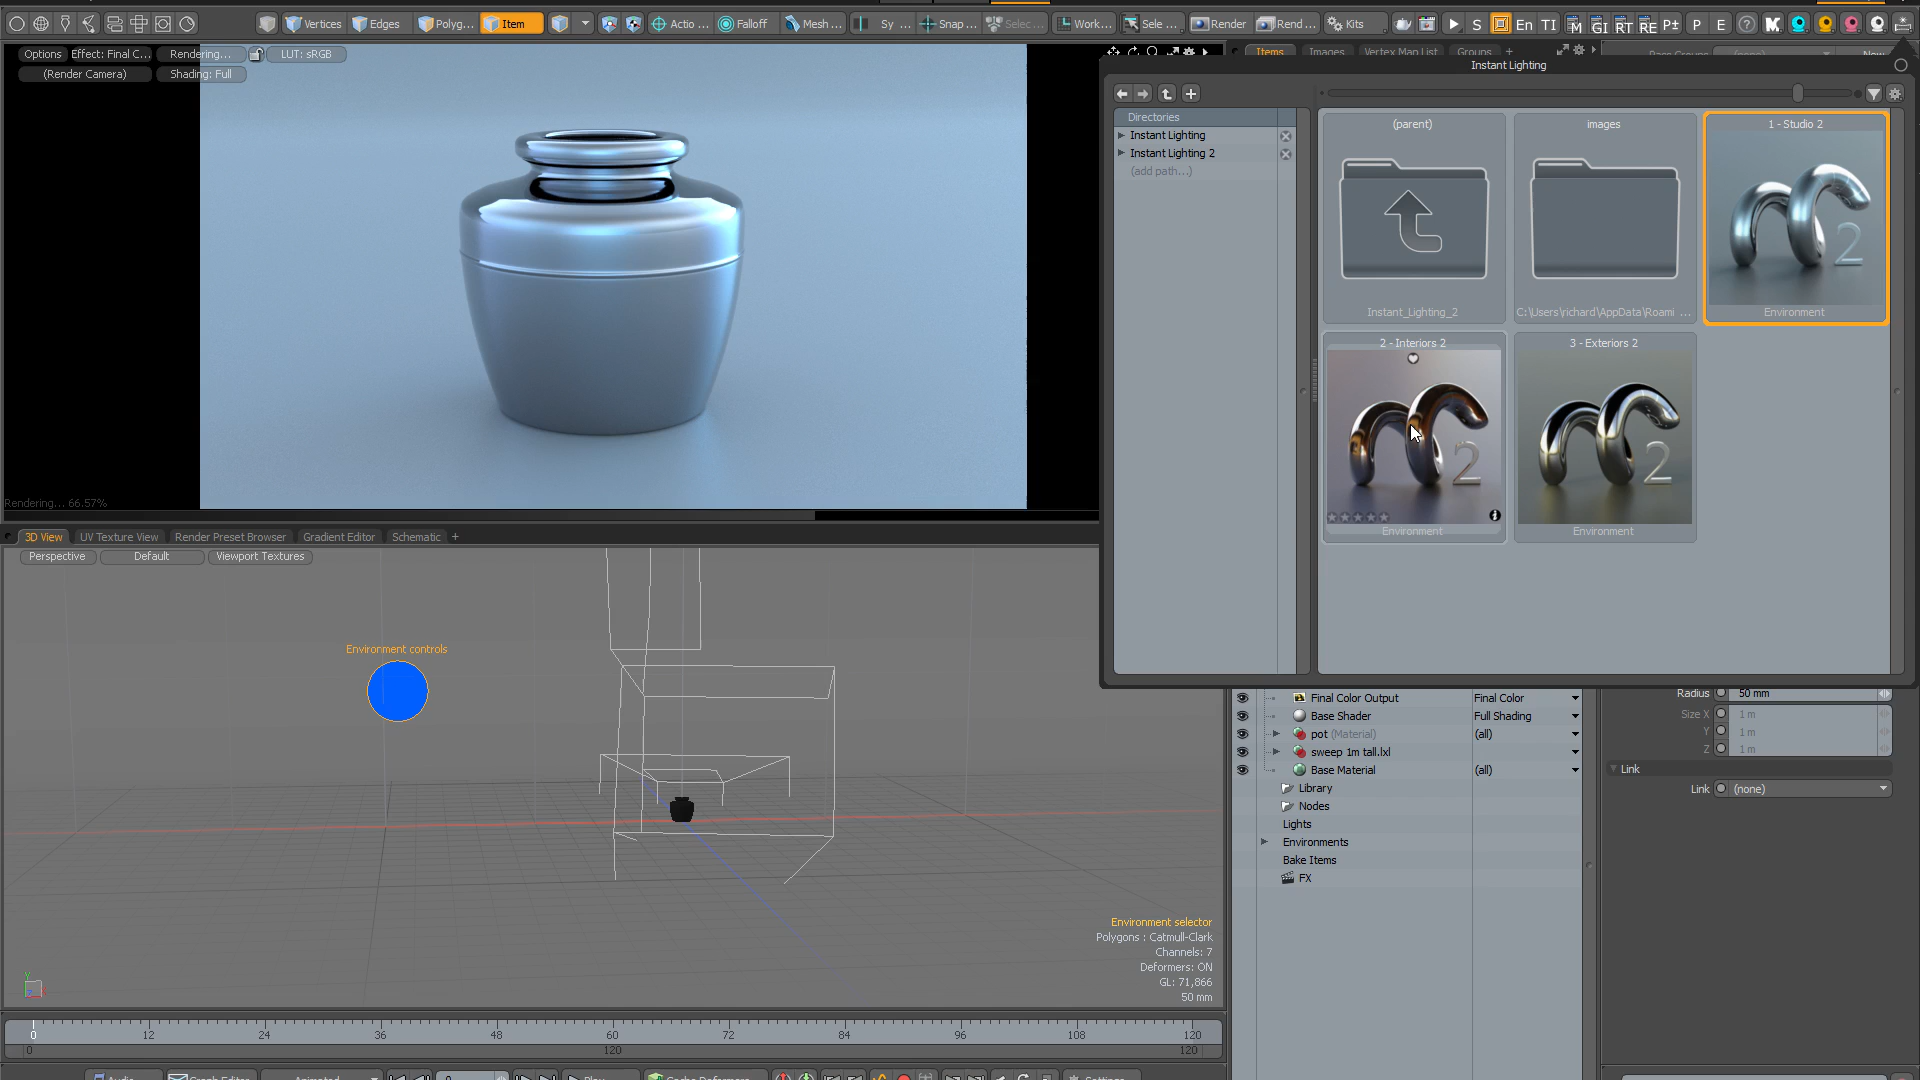 Vertices Edges Polyg... Item Actio ... Falloff Mesh ... Sy ... Snap ... Selec ... Work... Sele ... Render Rend ... Kits S En TI M GI RT RE P± P E ?
Options Effect: Final C... Rendering... LUT: sRGB
(Render Camera) Shading: Full
Rendering... 66.57%
Items Images Vertex Map List Groups +
Instant Lighting
Directories
Instant Lighting
Instant Lighting 2
(add path...)
(parent) images 1 - Studio 2
2
Instant_Lighting_2 C:\Users\richard\AppData\Roami ... Environment
2 - Interiors 2 3 - Exteriors 2
2 2
Environment Environment
3D View UV Texture View Render Preset Browser Gradient Editor Schematic +
Perspective Default Viewport Textures
Environment controls
Environment selector
Polygons : Catmull-Clark
Channels: 7
Deformers: ON
GL: 71,866
50 mm
Y
Final Color Output Final Color
Base Shader Full Shading
pot (Material) (all)
sweep 1m tall.lxl
Base Material (all)
Library
Nodes
Lights
Environments
Bake Items
FX
Radius 50 mm
Size X 1 m
Y 1 m
Z 1 m
Link
Link (none)
0 12 24 36 48 60 72 84 96 108 120
0 120 120
Audio Graph Editor Animated 0 Play Cache Deformers Settings